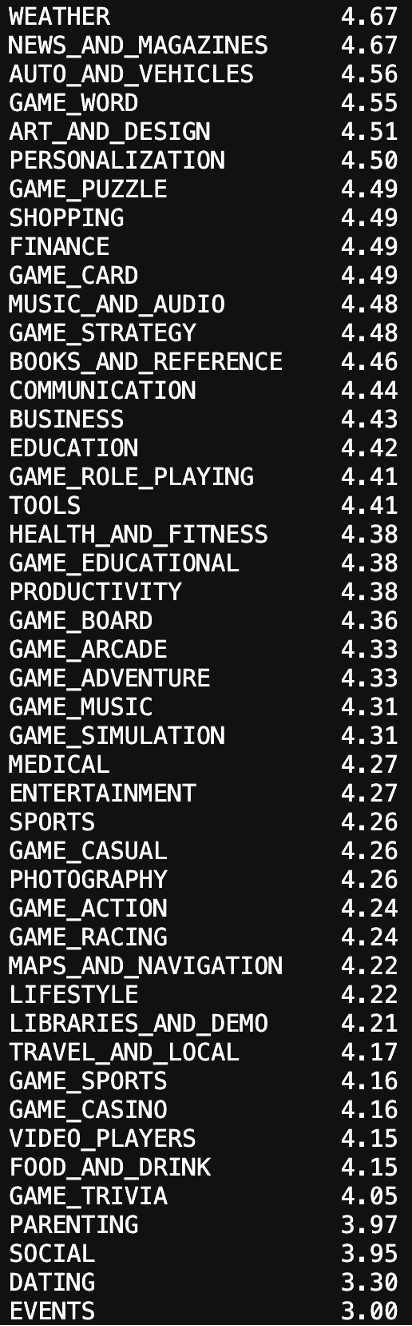 WEATHER 4.67
NEWS_AND_MAGAZINES 4.67
AUTO_AND_VEHICLES 4.56
GAME_WORD 4.55
ART_AND_DESIGN 4.51
PERSONALIZATION 4.50
GAME_PUZZLE 4.49
SHOPPING 4.49
FINANCE 4.49
GAME_CARD 4.49
MUSIC_AND_AUDIO 4.48
GAME_STRATEGY 4.48
BOOKS_AND_REFERENCE 4.46
COMMUNICATION 4.44
BUSINESS 4.43
EDUCATION 4.42
GAME_ROLE_PLAYING 4.41
TOOLS 4.41
HEALTH_AND_FITNESS 4.38
GAME_EDUCATIONAL 4.38
PRODUCTIVITY 4.38
GAME_BOARD 4.36
GAME_ARCADE 4.33
GAME_ADVENTURE 4.33
GAME_MUSIC 4.31
GAME_SIMULATION 4.31
MEDICAL 4.27
ENTERTAINMENT 4.27
SPORTS 4.26
GAME_CASUAL 4.26
PHOTOGRAPHY 4.26
GAME_ACTION 4.24
GAME_RACING 4.24
MAPS_AND_NAVIGATION 4.22
LIFESTYLE 4.22
LIBRARIES_AND_DEMO 4.21
TRAVEL_AND_LOCAL 4.17
GAME_SPORTS 4.16
GAME_CASINO 4.16
VIDEO_PLAYERS 4.15
FOOD_AND_DRINK 4.15
GAME_TRIVIA 4.05
PARENTING 3.97
SOCIAL 3.95
DATING 3.30
EVENTS 3.00